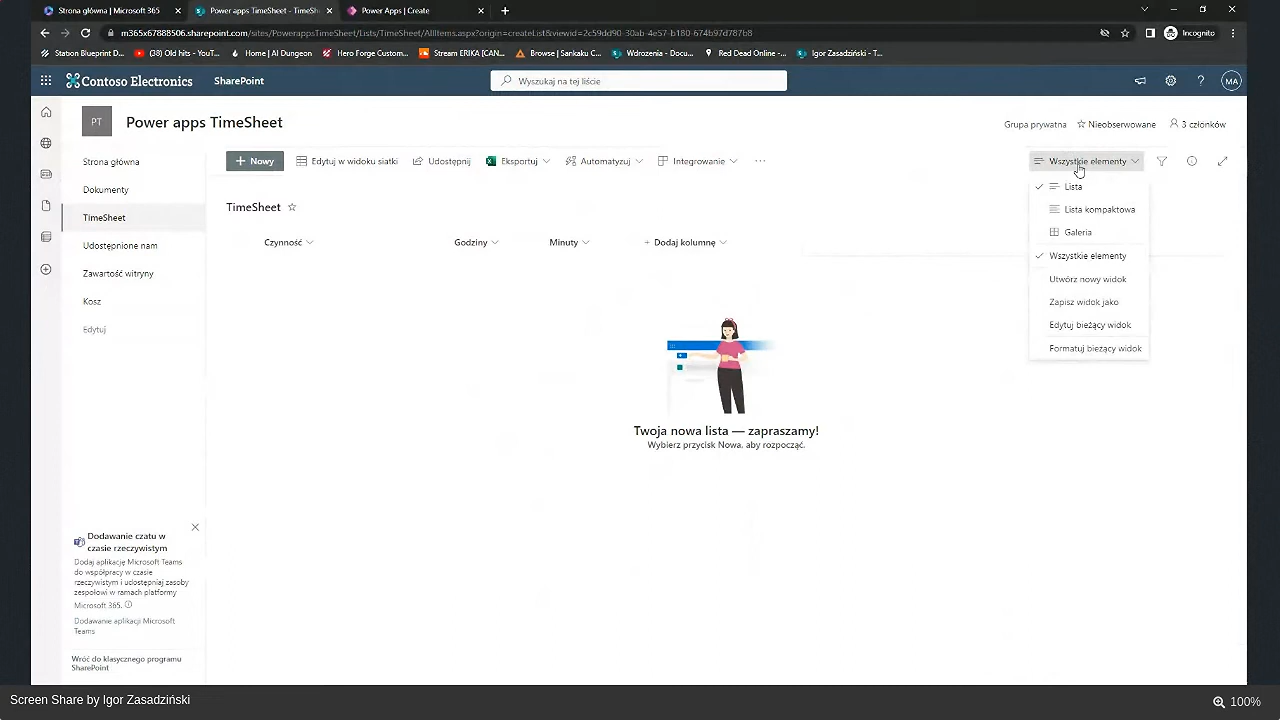 Strona główna | Microsoft 365
Power apps TimeSheet - TimeSh
Power Apps | Create
m365x67888506.sharepoint.com/sites/PowerappsTimeSheet/Lists/TimeSheet/AllItems.aspx?origin=createList&viewid=2c59dd90-30ab-4e57-b180-674b97d787b8
Incognito
Station Blueprint D...
(38) Old hits - YouT...
Home | AI Dungeon
Hero Forge Custom...
Stream ERIKA [CAN...
Browse | Sankaku C...
Wdrozenia - Docu...
Red Dead Online -...
Igor Zasadziński - T...
Contoso Electronics
SharePoint
Wyszukaj na tej liście
MA
PT
Power apps TimeSheet
Grupa prywatna
Nieobserwowane
3 członków
Strona główna
Dokumenty
TimeSheet
Udostępnione nam
Zawartość witryny
Kosz
Edytuj
+ Nowy
Edytuj w widoku siatki
Udostępnij
Eksportuj
Automatyzuj
Integrowanie
Wszystkie elementy
Lista
Lista kompaktowa
Galeria
Wszystkie elementy
Utwórz nowy widok
Zapisz widok jako
Edytuj bieżący widok
Formatuj bieżący widok
TimeSheet
Czynność
Godziny
Minuty
+ Dodaj kolumnę
Twoja nowa lista — zapraszamy!
Wybierz przycisk Nowa, aby rozpocząć.
Dodawanie czatu w
czasie rzeczywistym
Dodaj aplikację Microsoft Teams
do współpracy w czasie
rzeczywistym i udostępniaj zasoby
zespołowi w ramach platformy
Microsoft 365.
Dodawanie aplikacji Microsoft
Teams
Wróć do klasycznego programu
SharePoint
Screen Share by Igor Zasadziński
100%